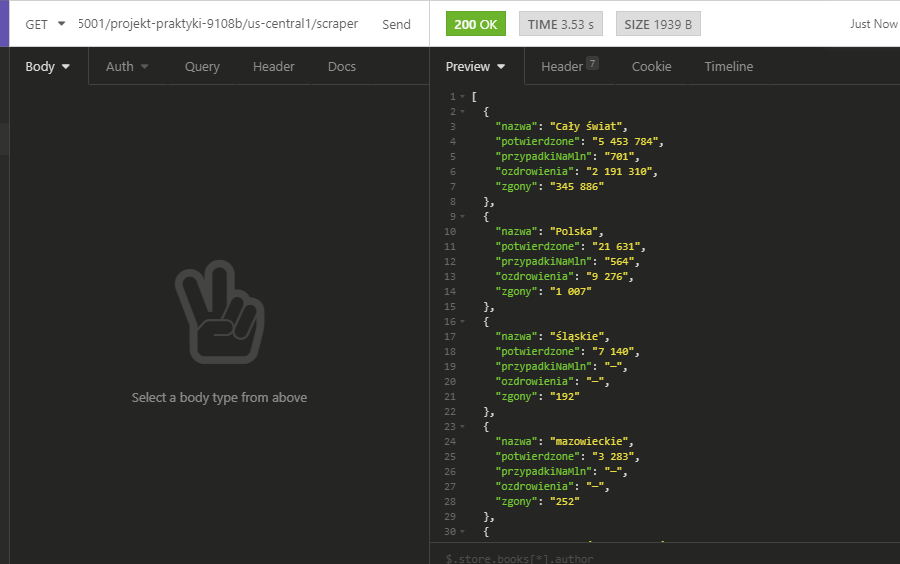 GET 5001/projekt-praktyki-9108b/us-central1/scraper Send
200 OK TIME 3.53 s SIZE 1939 B Just Now
Body Auth Query Header Docs
Preview Header 7 Cookie Timeline
Select a body type from above
1 [
2 {
3 "nazwa": "Cały świat",
4 "potwierdzone": "5 453 784",
5 "przypadkiNaMln": "701",
6 "ozdrowienia": "2 191 310",
7 "zgony": "345 886"
8 },
9 {
10 "nazwa": "Polska",
11 "potwierdzone": "21 631",
12 "przypadkiNaMln": "564",
13 "ozdrowienia": "9 276",
14 "zgony": "1 007"
15 },
16 {
17 "nazwa": "śląskie",
18 "potwierdzone": "7 140",
19 "przypadkiNaMln": "—",
20 "ozdrowienia": "—",
21 "zgony": "192"
22 },
23 {
24 "nazwa": "mazowieckie",
25 "potwierdzone": "3 283",
26 "przypadkiNaMln": "—",
27 "ozdrowienia": "—",
28 "zgony": "252"
29 },
30 {
$.store.books[*].author